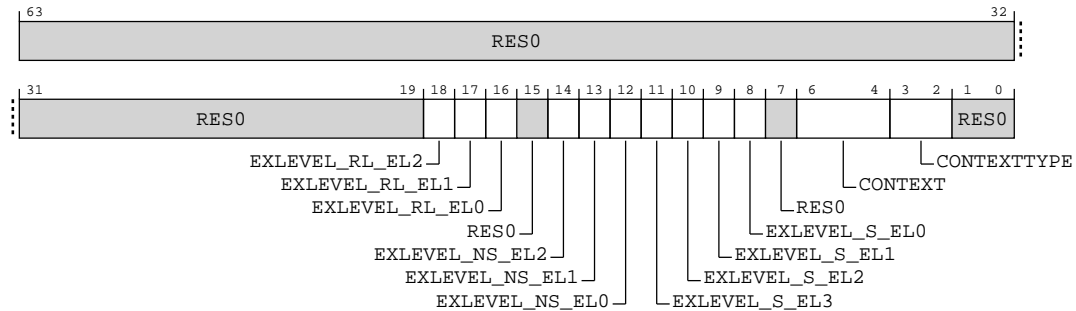 63 32
RES0
31 19 18 17 16 15 14 13 12 11 10 9 8 7 6 4 3 2 1 0
RES0 RES0
EXLEVEL_RL_EL2 CONTEXTTYPE
EXLEVEL_RL_EL1 CONTEXT
EXLEVEL_RL_EL0 RES0
RES0 EXLEVEL_S_EL0
EXLEVEL_NS_EL2 EXLEVEL_S_EL1
EXLEVEL_NS_EL1 EXLEVEL_S_EL2
EXLEVEL_NS_EL0 EXLEVEL_S_EL3